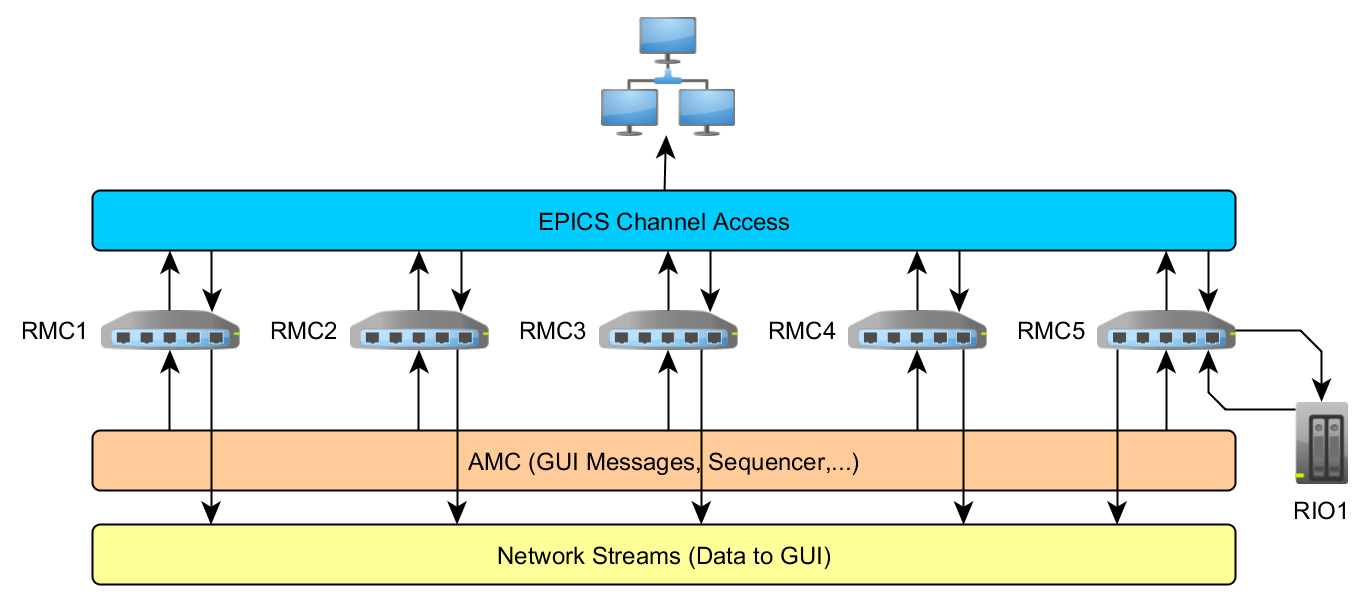 EPICS Channel Access
RMC1
RMC2
RMC3
RMC4
RMC5
AMC (GUI Messages, Sequencer,...)
RIO1
Network Streams (Data to GUI)